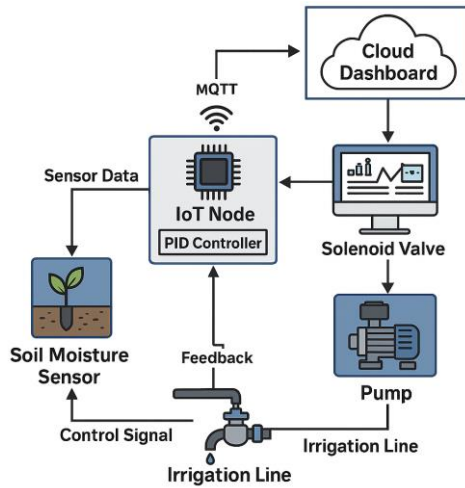 Cloud
Dashboard
MQTT
Sensor Data
IoT Node
PID Controller
Solenoid Valve
Soil Moisture
Sensor
Feedback
Pump
Control Signal
Irrigation Line
Irrigation Line